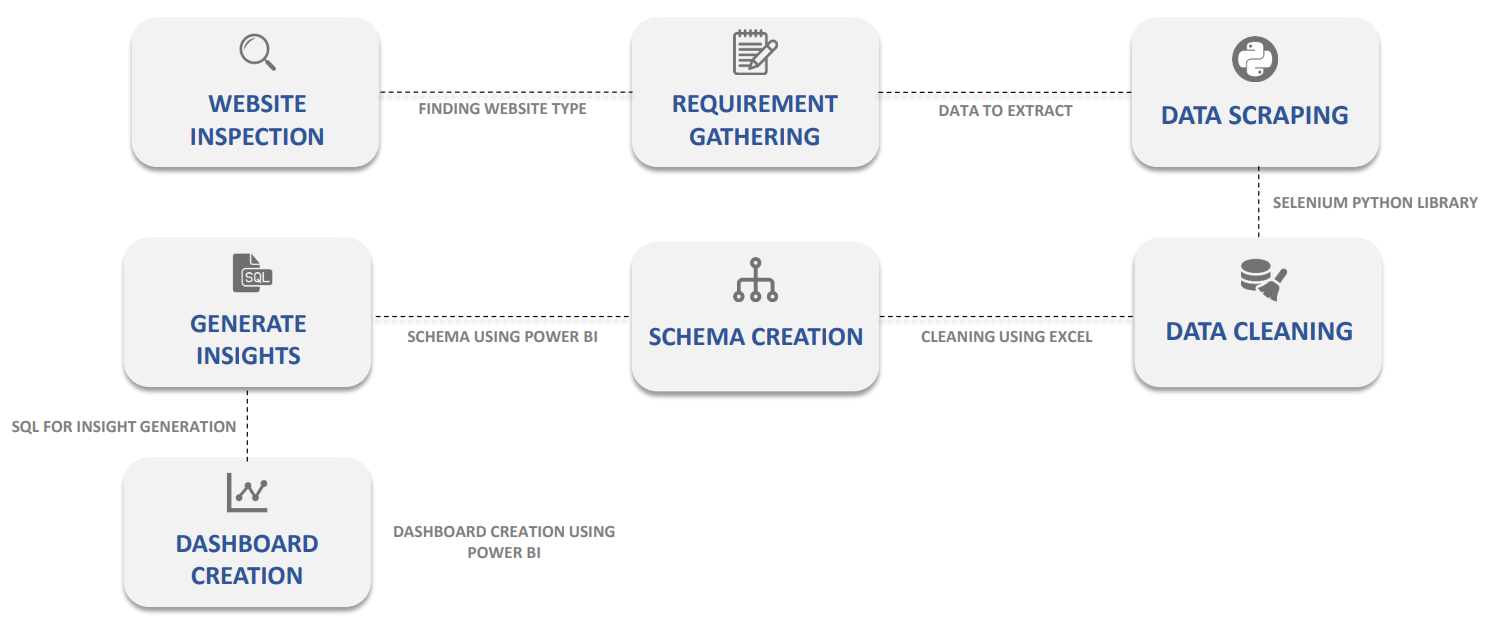 WEBSITE
INSPECTION
FINDING WEBSITE TYPE
REQUIREMENT
GATHERING
DATA TO EXTRACT
DATA SCRAPING
SELENIUM PYTHON LIBRARY
DATA CLEANING
CLEANING USING EXCEL
SCHEMA CREATION
SCHEMA USING POWER BI
SQL
GENERATE
INSIGHTS
SQL FOR INSIGHT GENERATION
DASHBOARD
CREATION
DASHBOARD CREATION USING
POWER BI